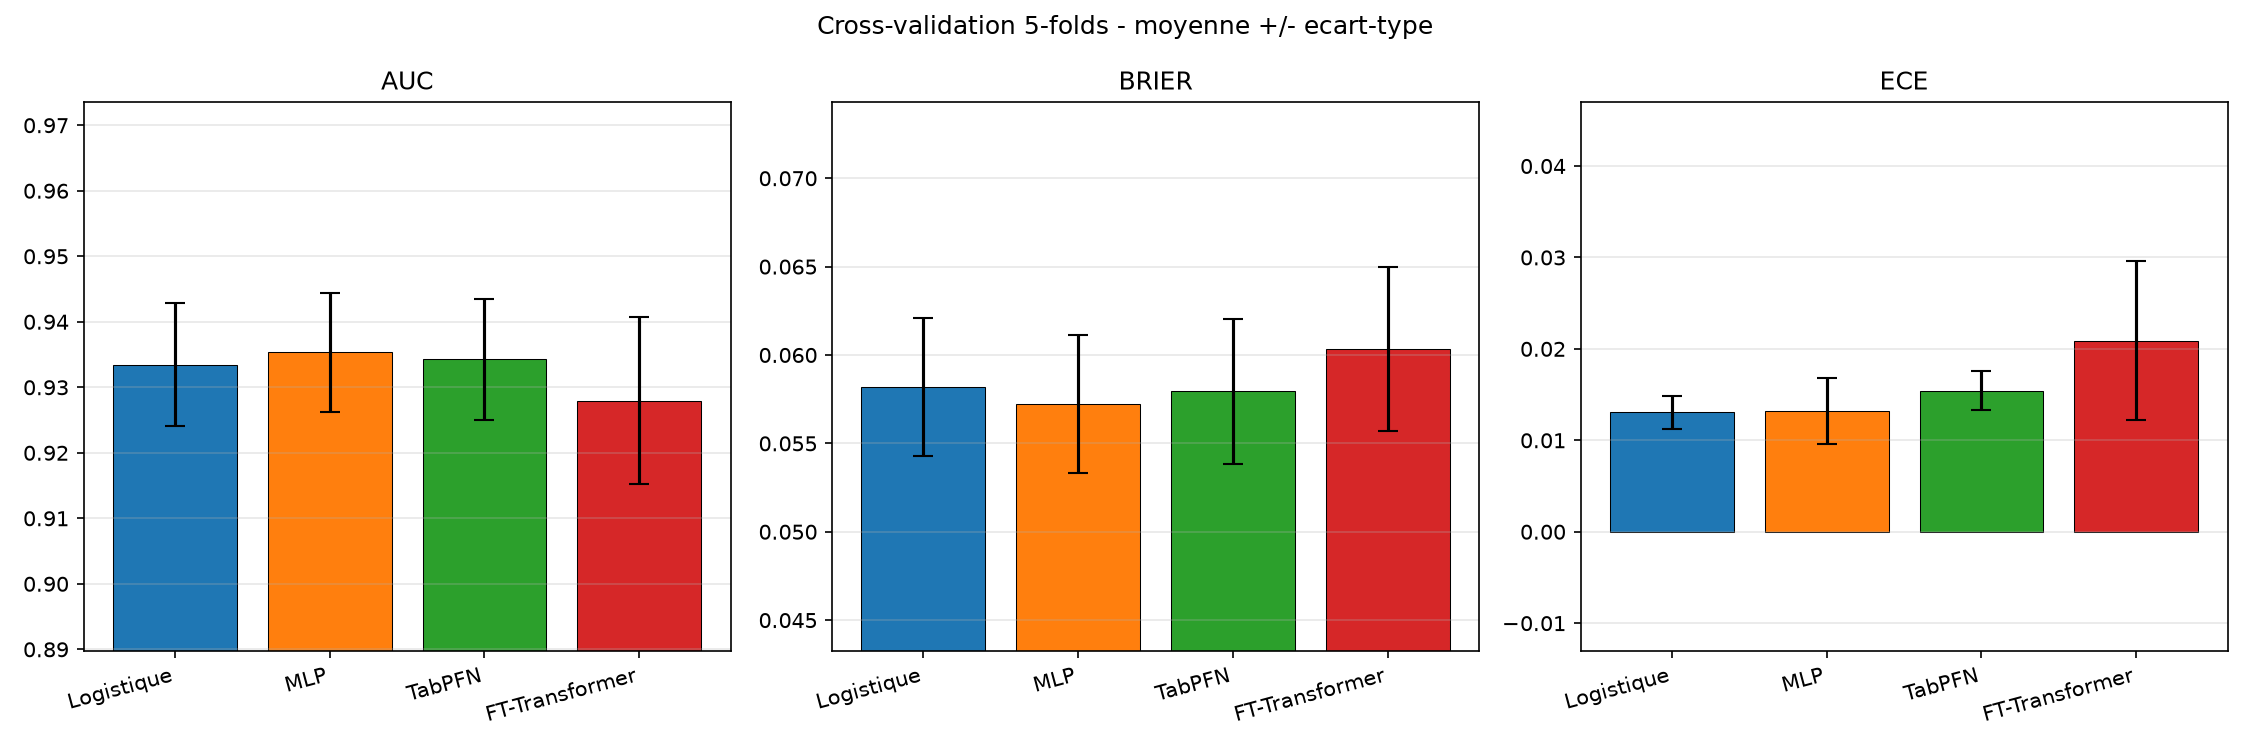 Cross-validation 5-folds - moyenne +/- ecart-type
AUC
0.97
0.96
0.95
0.94
0.93
0.92
0.91
0.90
0.89
Logistique
MLP
TabPFN
FT-Transformer
BRIER
0.070
0.065
0.060
0.055
0.050
0.045
Logistique
MLP
TabPFN
FT-Transformer
ECE
0.04
0.03
0.02
0.01
0.00
−0.01
Logistique
MLP
TabPFN
FT-Transformer